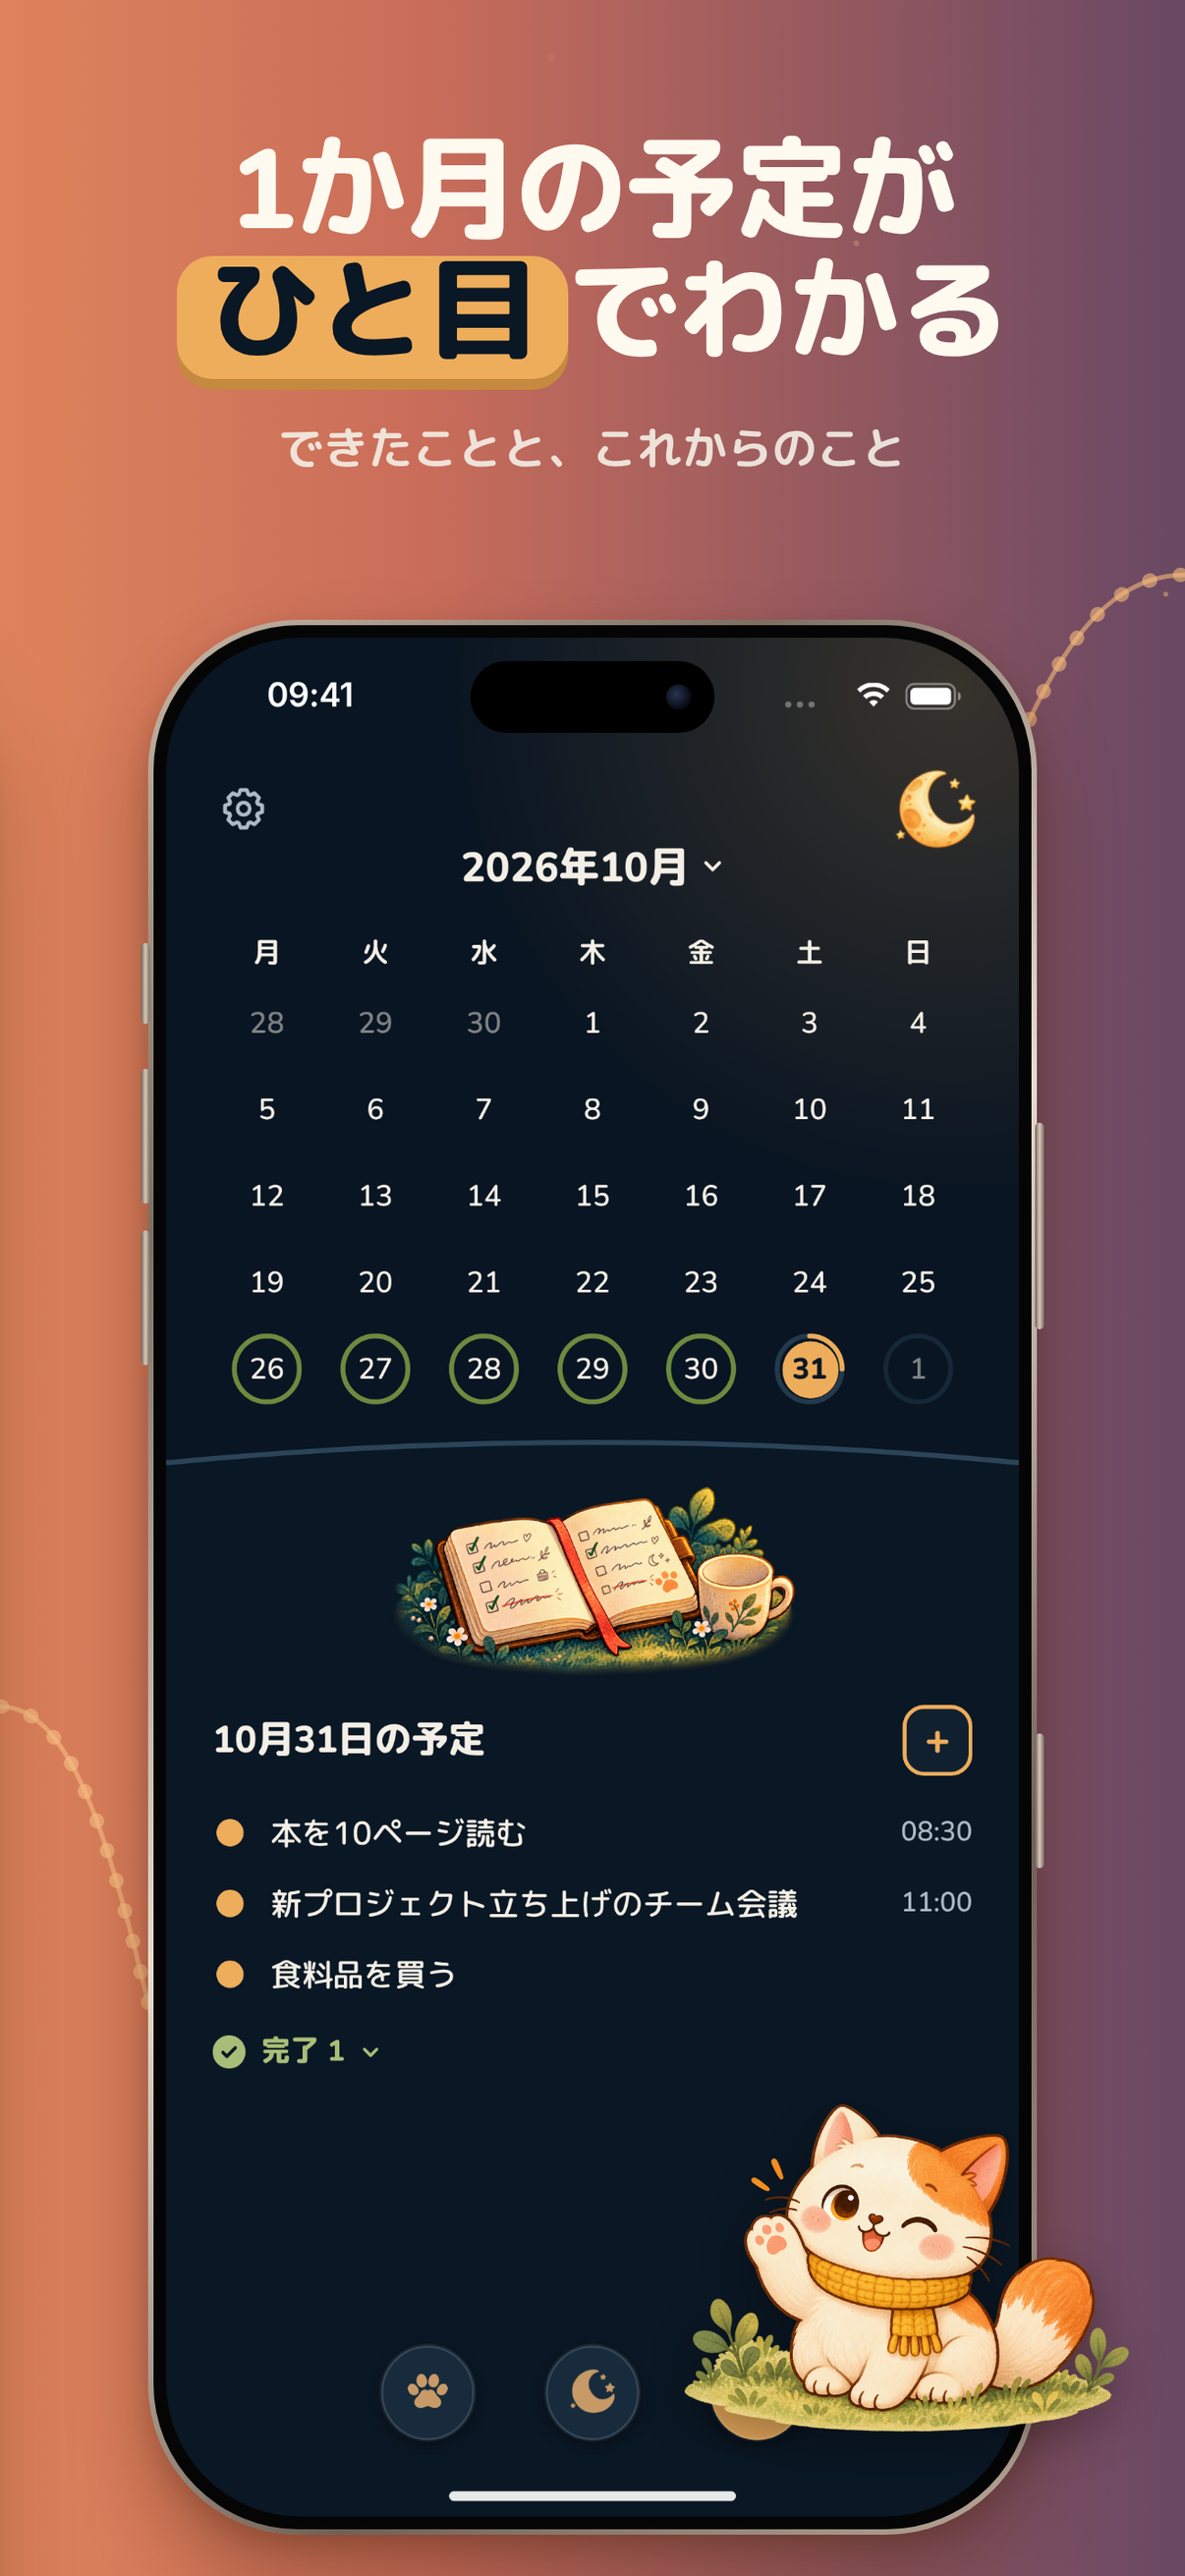 1か月の予定が
ひと目でわかる
できたことと、これからのこと
09:41
2026年10月
月 火 水 木 金 土 日
28 29 30 1 2 3 4
5 6 7 8 9 10 11
12 13 14 15 16 17 18
19 20 21 22 23 24 25
26 27 28 29 30 31 1
10月31日の予定
本を10ページ読む 08:30
新プロジェクト立ち上げのチーム会議 11:00
食料品を買う
完了 1